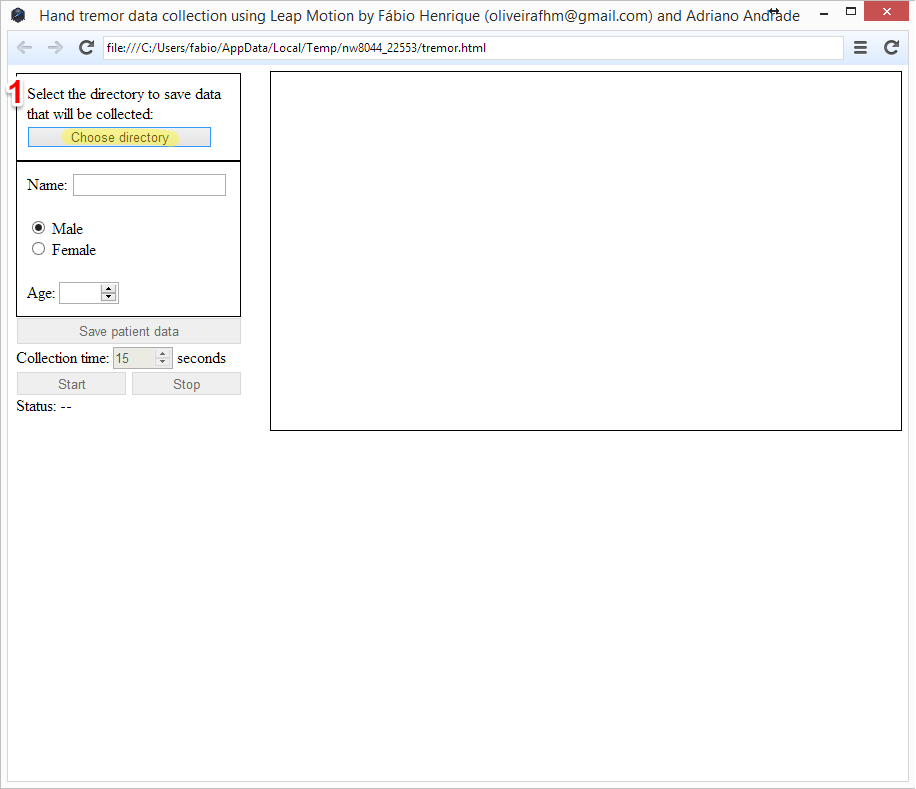 Hand tremor data collection using Leap Motion by Fábio Henrique (oliveirafhm@gmail.com) and Adriano Andrade
file:///C:/Users/fabio/AppData/Local/Temp/nw8044_22553/tremor.html
1
Select the directory to save data
that will be collected:
Choose directory
Name:
Male
Female
Age:
Save patient data
Collection time: 15 seconds
Start Stop
Status: --